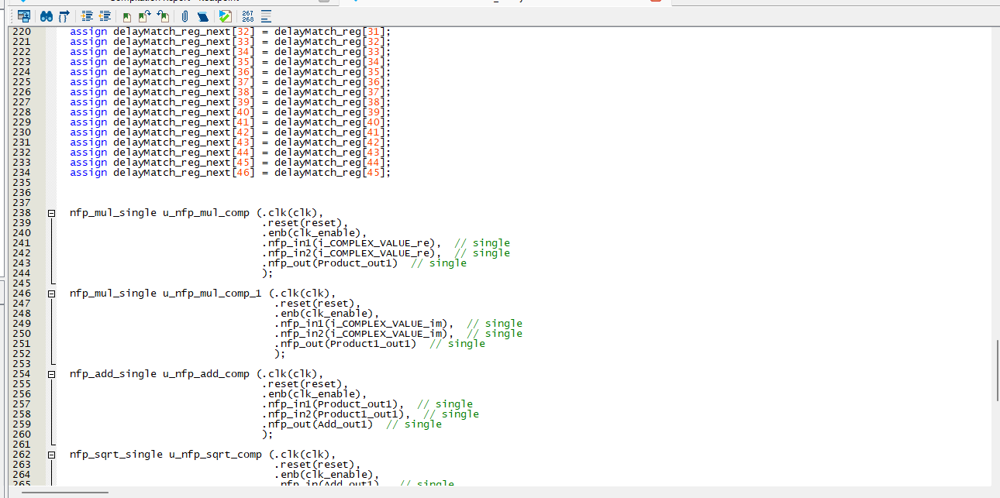 267
268
220 assign delayMatch_reg_next[32] = delayMatch_reg[31];
221 assign delayMatch_reg_next[33] = delayMatch_reg[32];
222 assign delayMatch_reg_next[34] = delayMatch_reg[33];
223 assign delayMatch_reg_next[35] = delayMatch_reg[34];
224 assign delayMatch_reg_next[36] = delayMatch_reg[35];
225 assign delayMatch_reg_next[37] = delayMatch_reg[36];
226 assign delayMatch_reg_next[38] = delayMatch_reg[37];
227 assign delayMatch_reg_next[39] = delayMatch_reg[38];
228 assign delayMatch_reg_next[40] = delayMatch_reg[39];
229 assign delayMatch_reg_next[41] = delayMatch_reg[40];
230 assign delayMatch_reg_next[42] = delayMatch_reg[41];
231 assign delayMatch_reg_next[43] = delayMatch_reg[42];
232 assign delayMatch_reg_next[44] = delayMatch_reg[43];
233 assign delayMatch_reg_next[45] = delayMatch_reg[44];
234 assign delayMatch_reg_next[46] = delayMatch_reg[45];
235
236
237
238 nfp_mul_single u_nfp_mul_comp (.clk(clk),
239 .reset(reset),
240 .enb(clk_enable),
241 .nfp_in1(i_COMPLEX_VALUE_re), // single
242 .nfp_in2(i_COMPLEX_VALUE_re), // single
243 .nfp_out(Product_out1) // single
244 );
245
246 nfp_mul_single u_nfp_mul_comp_1 (.clk(clk),
247 .reset(reset),
248 .enb(clk_enable),
249 .nfp_in1(i_COMPLEX_VALUE_im), // single
250 .nfp_in2(i_COMPLEX_VALUE_im), // single
251 .nfp_out(Product1_out1) // single
252 );
253
254 nfp_add_single u_nfp_add_comp (.clk(clk),
255 .reset(reset),
256 .enb(clk_enable),
257 .nfp_in1(Product_out1), // single
258 .nfp_in2(Product1_out1), // single
259 .nfp_out(Add_out1) // single
260 );
261
262 nfp_sqrt_single u_nfp_sqrt_comp (.clk(clk),
263 .reset(reset),
264 .enb(clk_enable),
265 .nfp_in(Add_out1), // single